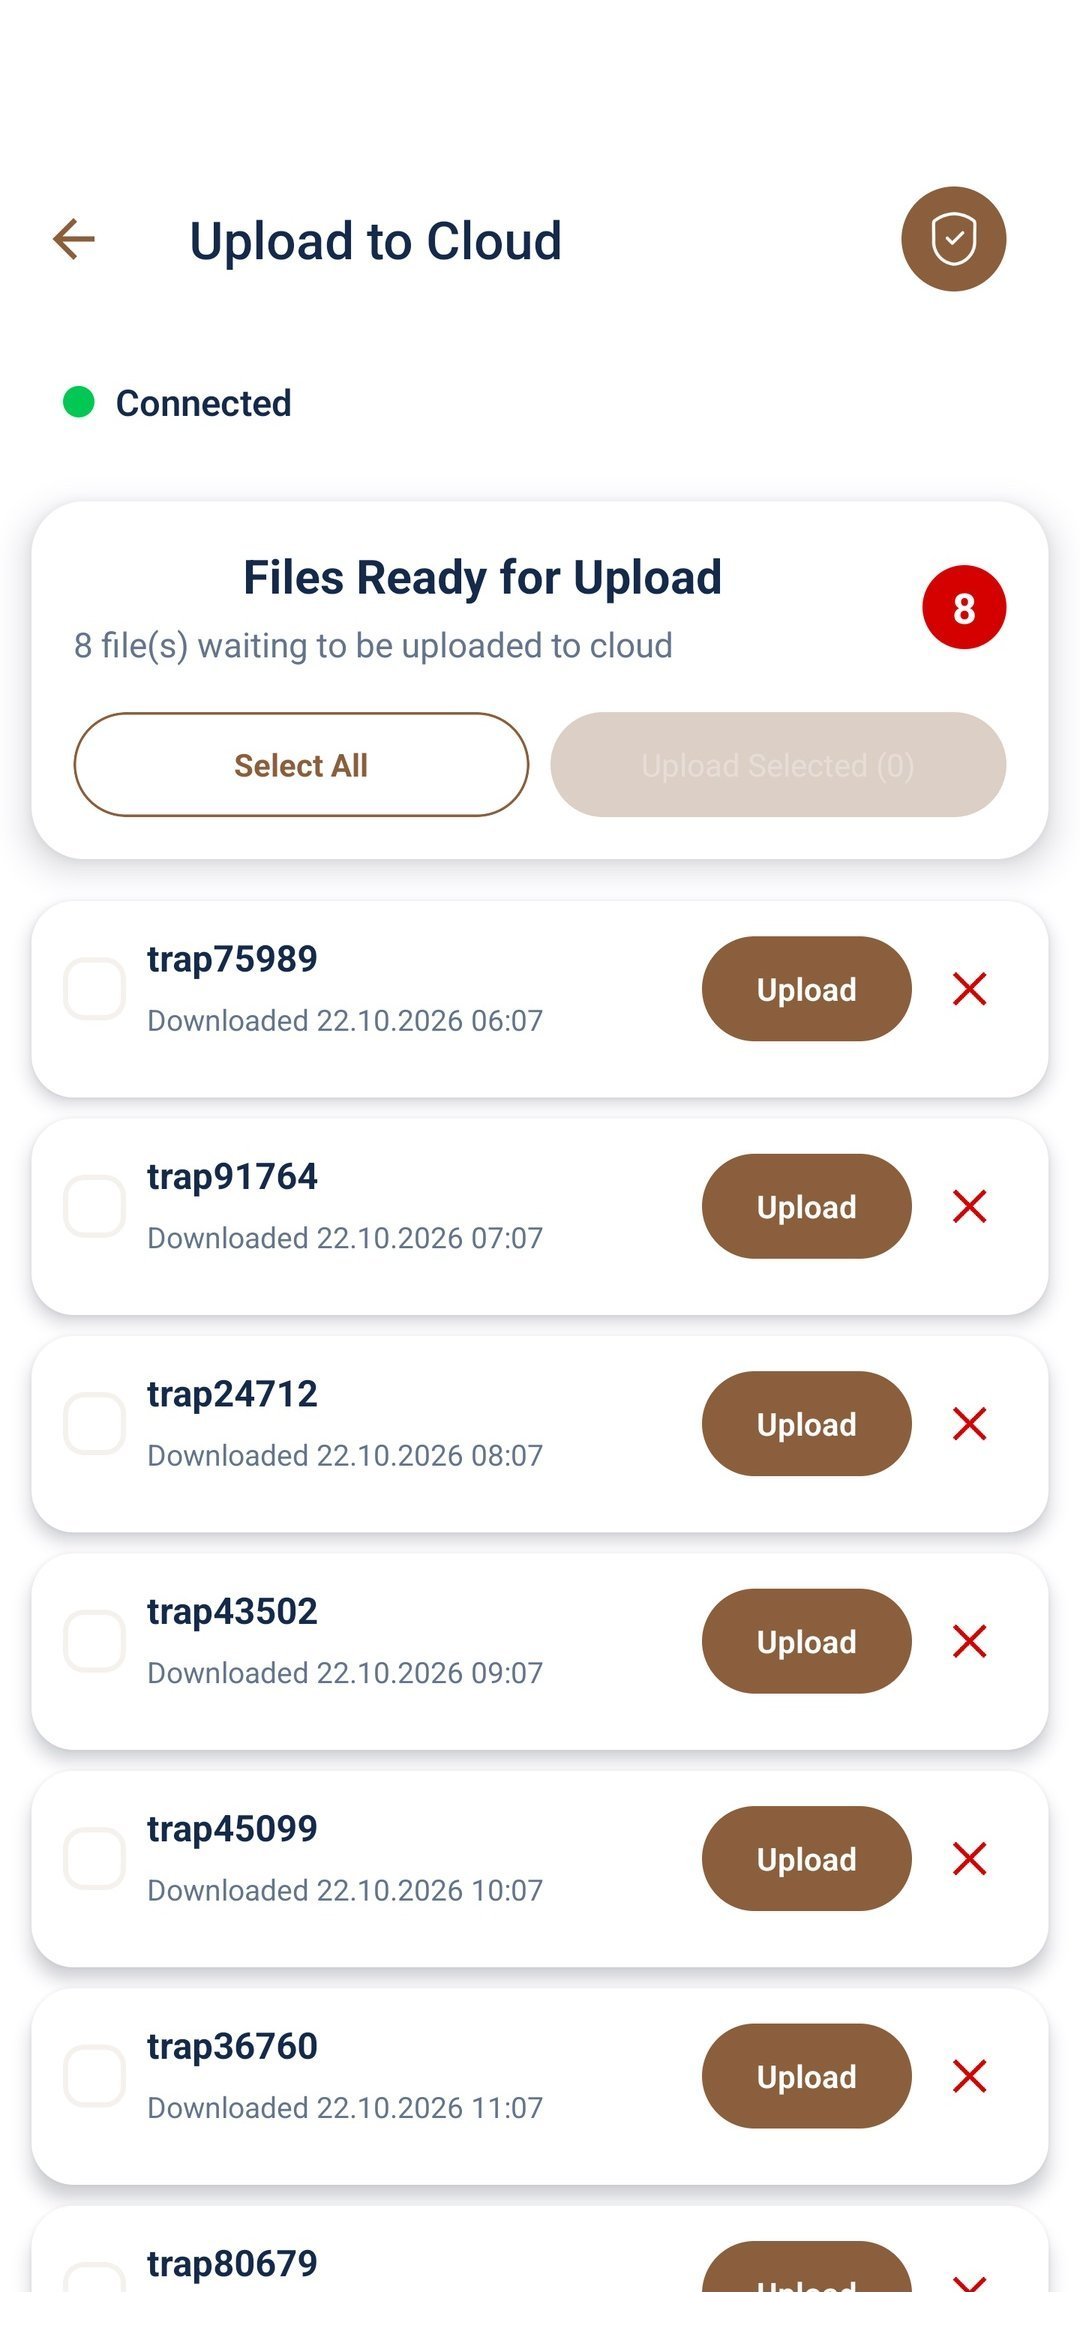 Upload to Cloud
Connected
Files Ready for Upload
8
8 file(s) waiting to be uploaded to cloud
Select All
Upload Selected (0)
trap75989
Upload
Downloaded 22.10.2026 06:07
trap91764
Upload
Downloaded 22.10.2026 07:07
trap24712
Upload
Downloaded 22.10.2026 08:07
trap43502
Upload
Downloaded 22.10.2026 09:07
trap45099
Upload
Downloaded 22.10.2026 10:07
trap36760
Upload
Downloaded 22.10.2026 11:07
trap80679
Upload